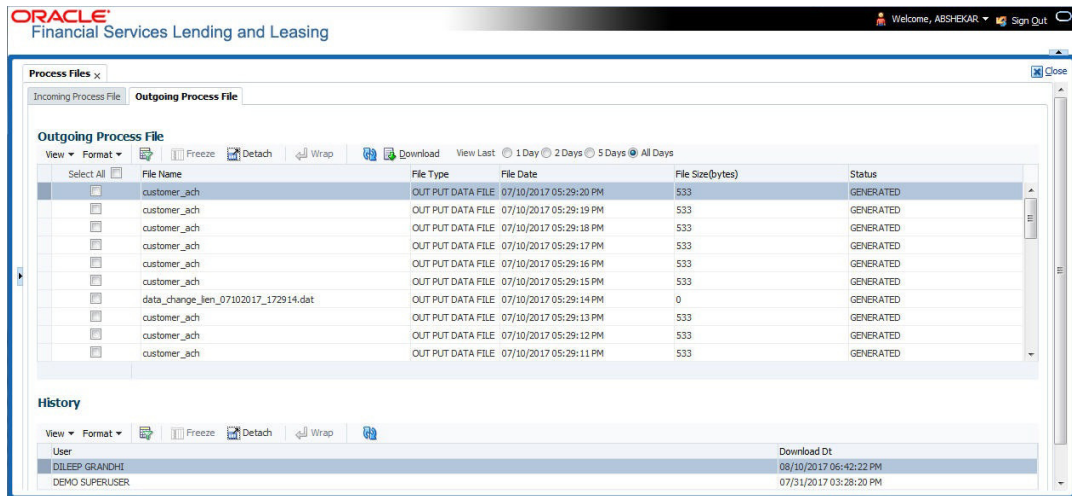 ORACLE
Welcome, ABSHEKAR Sign Out
Financial Services Lending and Leasing
Process Files x Close
Incoming Process File Outgoing Process File
Outgoing Process File
View Format Freeze Detach Wrap Download View Last 1 Day 2 Days 5 Days All Days
Select All File Name File Type File Date File Size(bytes) Status
customer_ach OUT PUT DATA FILE 07/10/2017 05:29:20 PM 533 GENERATED
customer_ach OUT PUT DATA FILE 07/10/2017 05:29:19 PM 533 GENERATED
customer_ach OUT PUT DATA FILE 07/10/2017 05:29:18 PM 533 GENERATED
customer_ach OUT PUT DATA FILE 07/10/2017 05:29:17 PM 533 GENERATED
customer_ach OUT PUT DATA FILE 07/10/2017 05:29:16 PM 533 GENERATED
customer_ach OUT PUT DATA FILE 07/10/2017 05:29:15 PM 533 GENERATED
data_change_lien_07102017_172914.dat OUT PUT DATA FILE 07/10/2017 05:29:14 PM 0 GENERATED
customer_ach OUT PUT DATA FILE 07/10/2017 05:29:13 PM 533 GENERATED
customer_ach OUT PUT DATA FILE 07/10/2017 05:29:12 PM 533 GENERATED
customer_ach OUT PUT DATA FILE 07/10/2017 05:29:11 PM 533 GENERATED
History
View Format Freeze Detach Wrap
User Download Dt
DILEEP GRANDHI 08/10/2017 06:42:22 PM
DEMO SUPERUSER 07/31/2017 03:28:20 PM